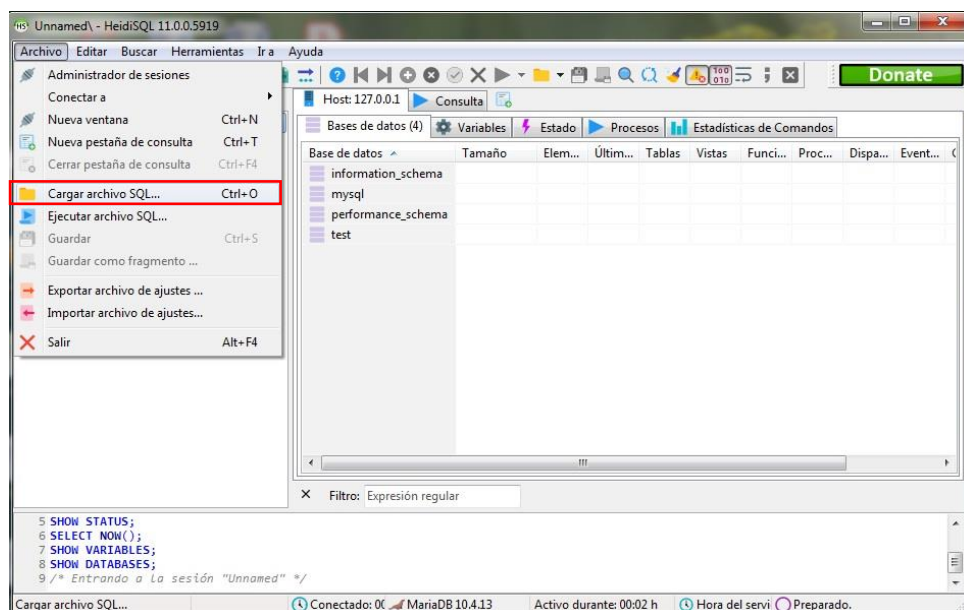 Unnamed\ - HeidiSQL 11.0.0.5919
Archivo Editar Buscar Herramientas Ir a Ayuda
Donate
Administrador de sesiones
Conectar a
Nueva ventana Ctrl+N
Nueva pestaña de consulta Ctrl+T
Cerrar pestaña de consulta Ctrl+F4
Cargar archivo SQL... Ctrl+O
Ejecutar archivo SQL...
Guardar Ctrl+S
Guardar como fragmento ...
Exportar archivo de ajustes ...
Importar archivo de ajustes...
Salir Alt+F4
Host: 127.0.0.1 Consulta
Bases de datos (4) Variables Estado Procesos Estadísticas de Comandos
Base de datos Tamaño Elem... Últim... Tablas Vistas Funci... Proc... Dispa... Event...
information_schema
mysql
performance_schema
test
Filtro: Expresión regular
5 SHOW STATUS;
6 SELECT NOW();
7 SHOW VARIABLES;
8 SHOW DATABASES;
9 /* Entrando a la sesión "Unnamed" */
Cargar archivo SQL... Conectado: 0 MariaDB 10.4.13 Activo durante: 00:02 h Hora del servi Preparado.